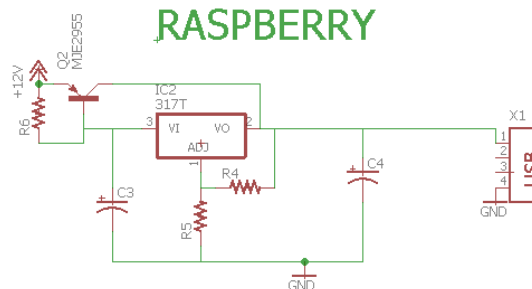 RASPBERRY
Q2
MJE2955
+12V
R6
IC2
317T
3
VI
VO
2
ADJ
1
R4
R5
C3
+
C4
+
X1
1
2
3
4
USB
GND
GND